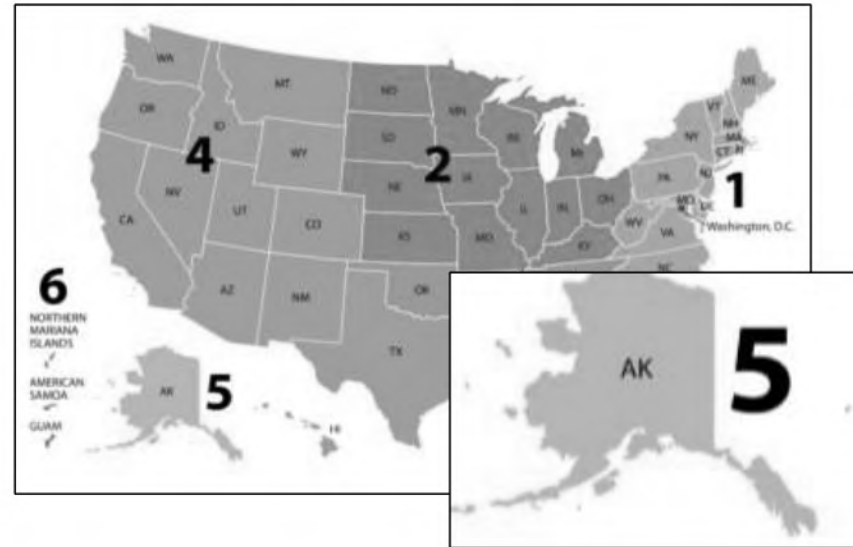 WA
MT
ND
MN
ME
VT
NH
OR
ID
SD
NY
MA
CT RI
4
WY
2
MI
PA
NJ
1
NV
NE
IA
OH
MD DE
CA
UT
CO
IL
IN
WV
VA
Washington, D.C.
KS
MO
KY
NC
6
AZ
NM
OK
NORTHERN
MARIANA
ISLANDS
TX
AMERICAN
SAMOA
AK
5
GUAM
HI
AK
5